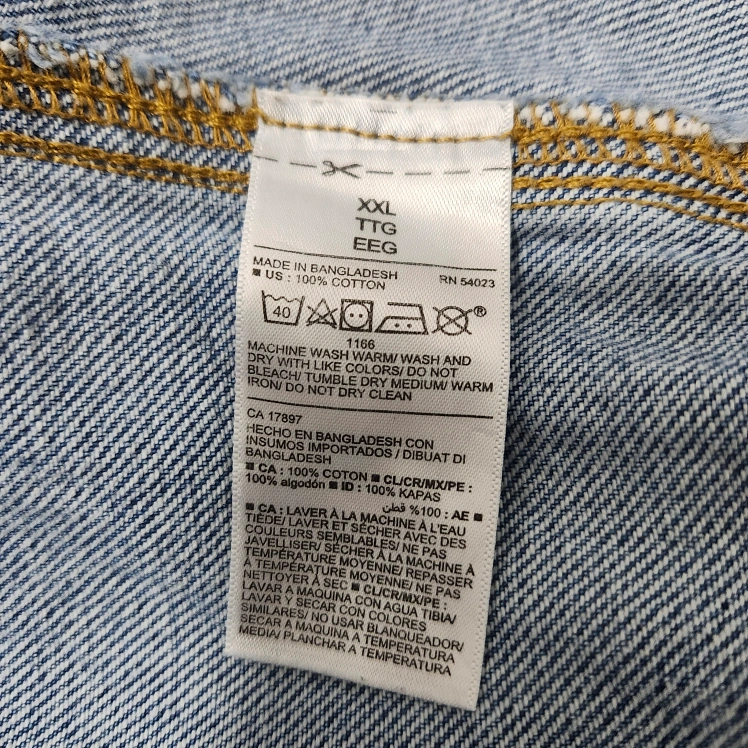 XXL
TTG
EEG
MADE IN BANGLADESH RN 54023
■ US : 100% COTTON
40 ®
1166
MACHINE WASH WARM/ WASH AND
DRY WITH LIKE COLORS/ DO NOT
BLEACH/ TUMBLE DRY MEDIUM/ WARM
IRON/ DO NOT DRY CLEAN
CA 17897
HECHO EN BANGLADESH CON
INSUMOS IMPORTADOS / DIBUAT DI
BANGLADESH
■ CA : 100% COTON ■ CL/CR/MX/PE :
100% algodón ■ ID : 100% KAPAS
■ AE : 100% قطن
■ CA : LAVER À LA MACHINE À L'EAU
TIÈDE/ LAVER ET SÉCHER AVEC DES
COULEURS SEMBLABLES/ NE PAS
JAVELLISER/ SÉCHER À LA MACHINE À
TEMPÉRATURE MOYENNE/ REPASSER
À TEMPÉRATURE MOYENNE/ NE PAS
NETTOYER À SEC ■ CL/CR/MX/PE :
LAVAR A MAQUINA CON AGUA TIBIA/
LAVAR Y SECAR CON COLORES
SIMILARES/ NO USAR BLANQUEADOR/
SECAR A MAQUINA A TEMPERATURA
MEDIA/ PLANCHAR A TEMPERATURA